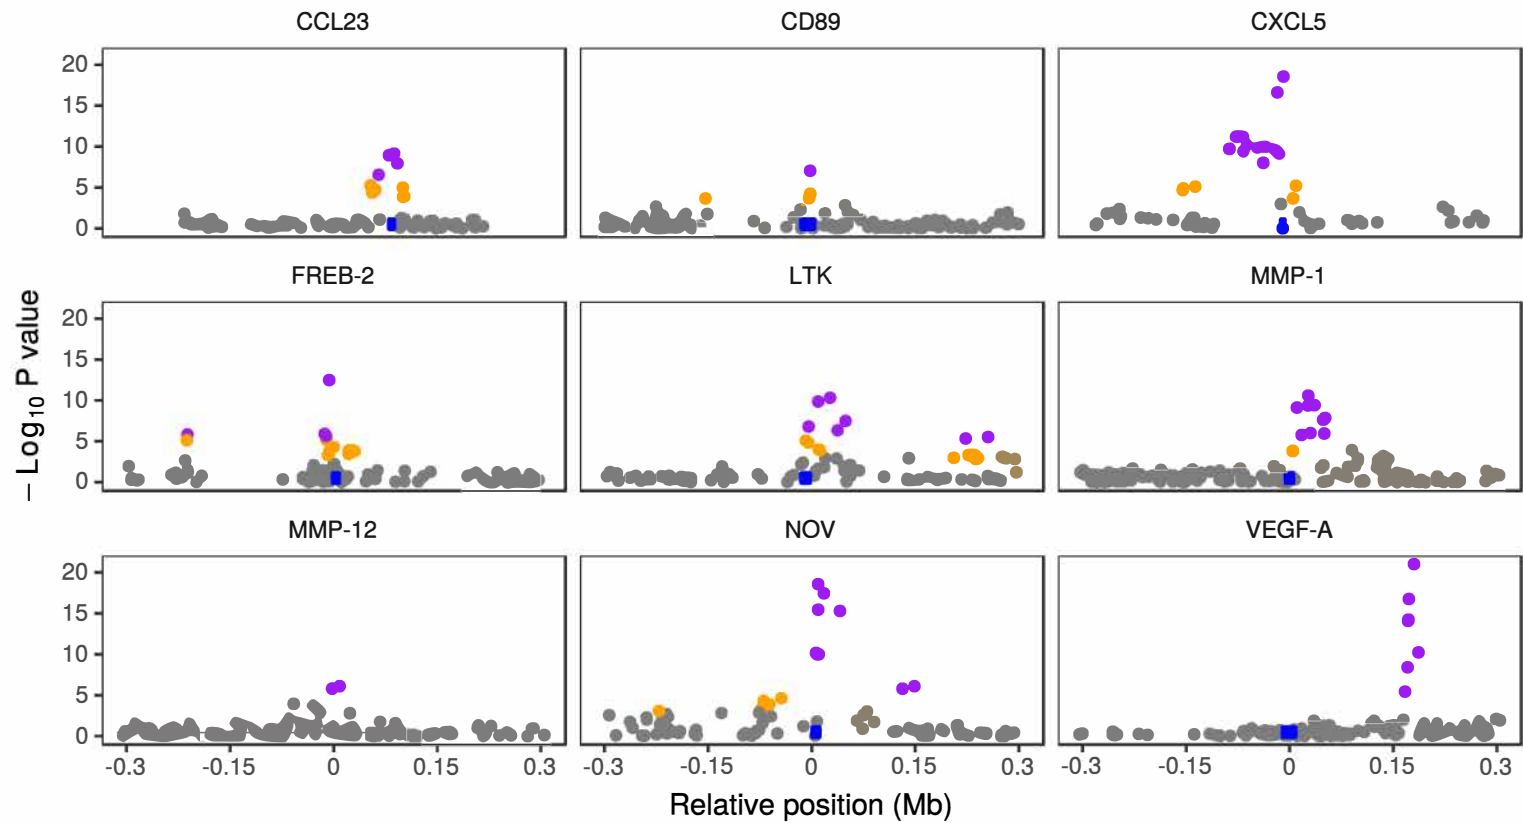 CCL23 CD89 CXCL5
20
15
10
5
0
FREB-2 LTK MMP-1
20
15
10
5
0
− Log10 P value
MMP-12 NOV VEGF-A
20
15
10
5
0
-0.3 -0.15 0 0.15 0.3 -0.3 -0.15 0 0.15 0.3 -0.3 -0.15 0 0.15 0.3
Relative position (Mb)